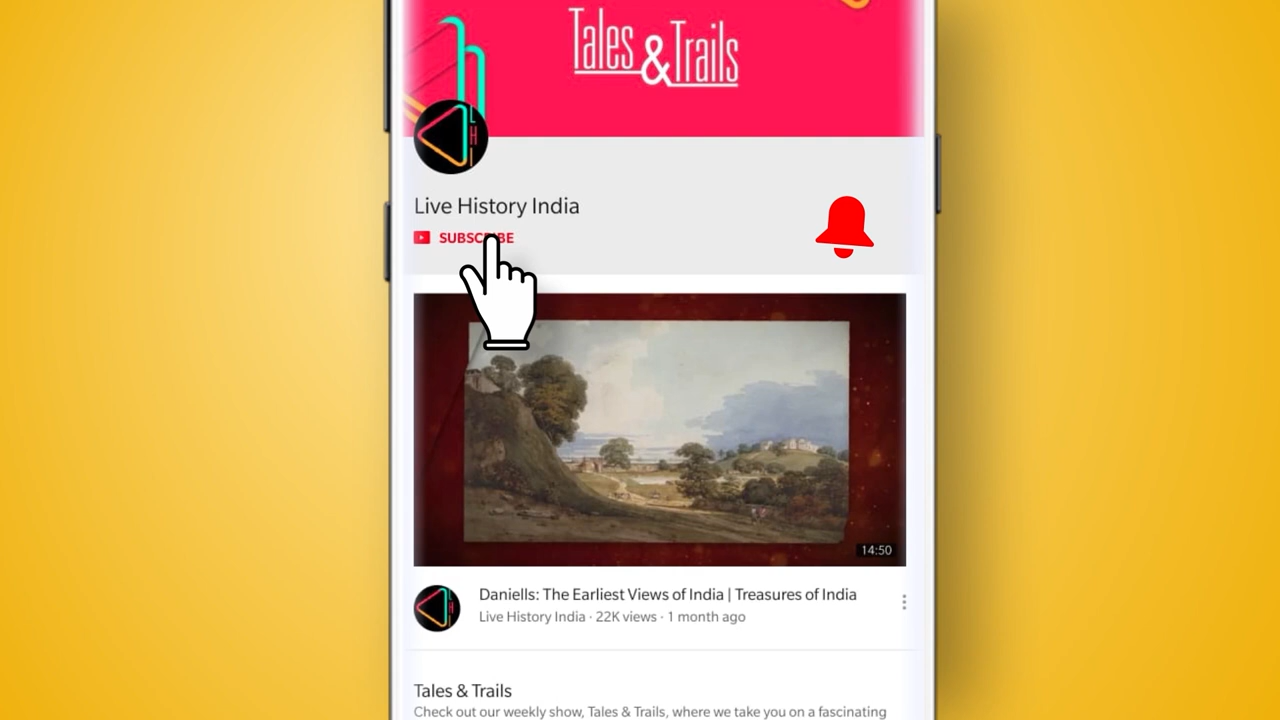 Tales & Trails
LHI
Live History India
SUBSCRIBE
14:50
Daniells: The Earliest Views of India | Treasures of India
Live History India · 22K views · 1 month ago
LHI
Tales & Trails
Check out our weekly show, Tales & Trails, where we take you on a fascinating